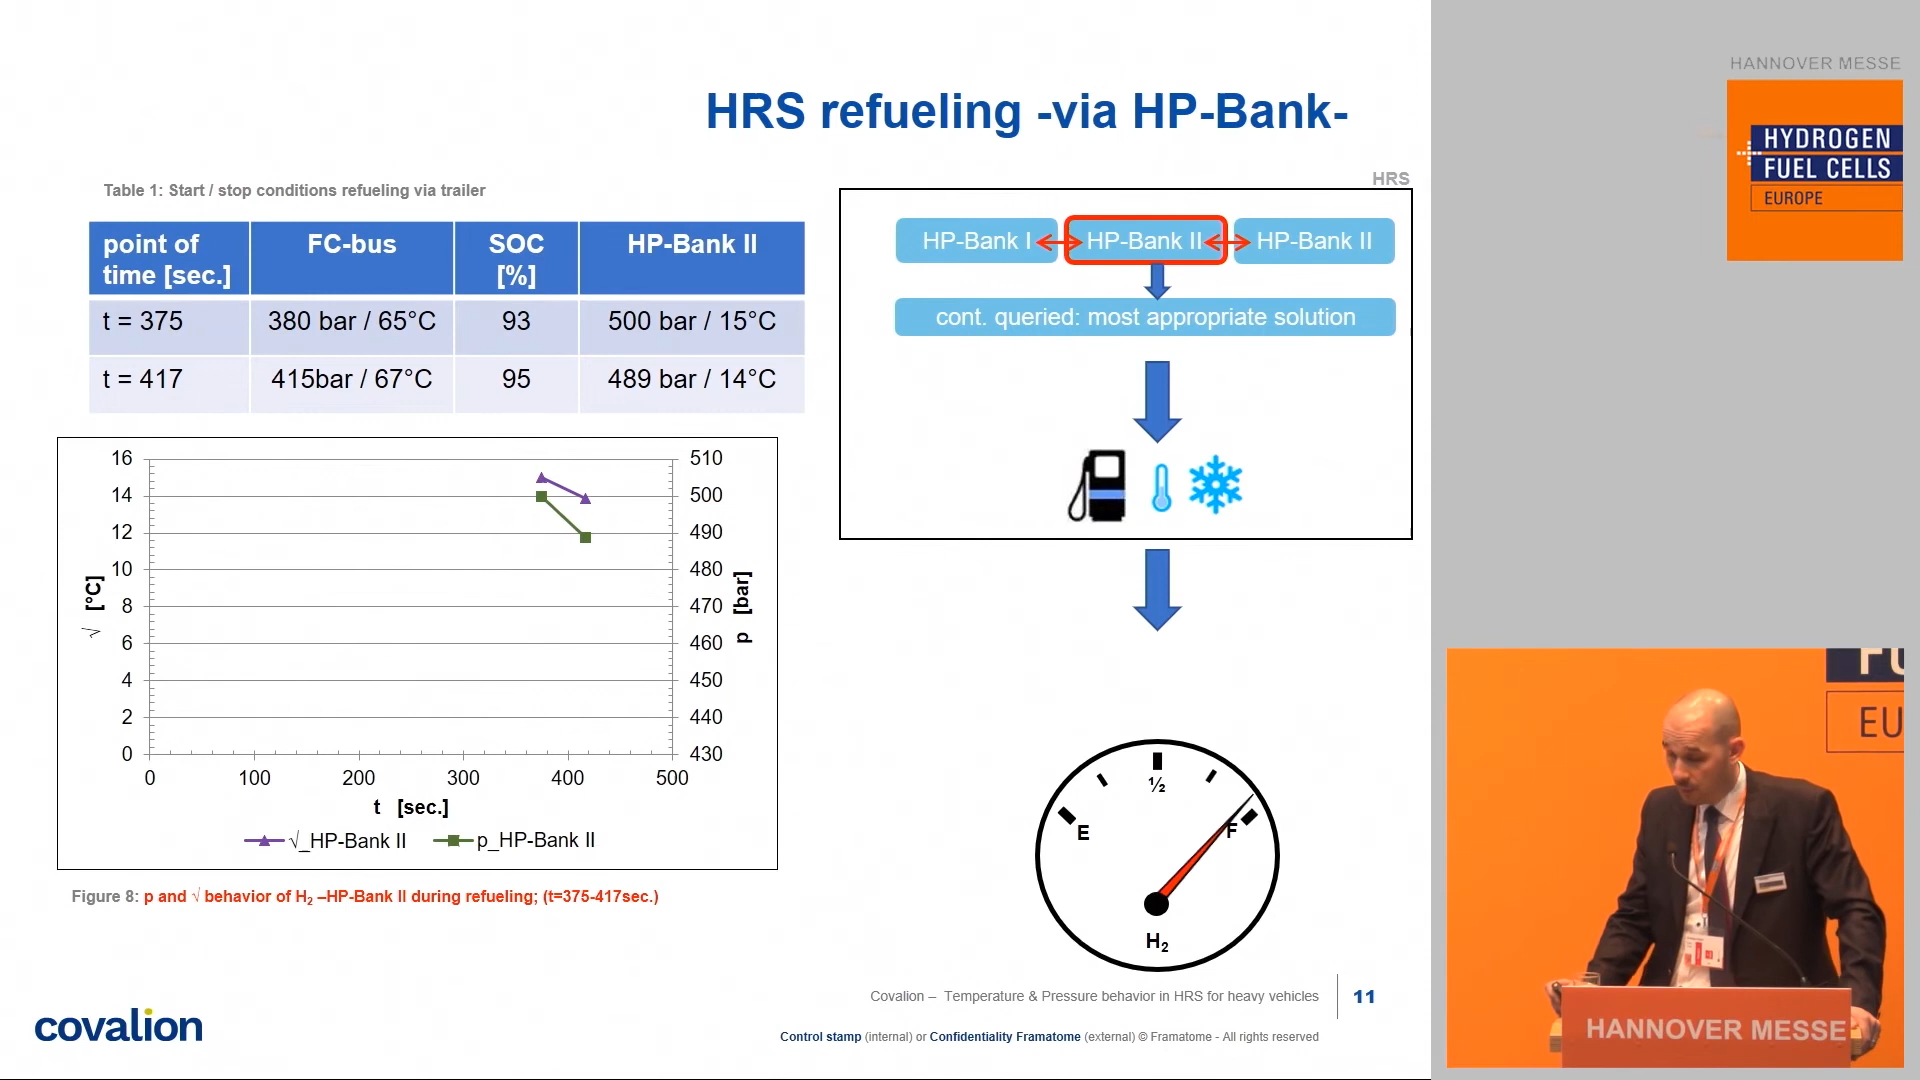 HRS refueling -via HP-Bank-
Table 1: Start / stop conditions refueling via trailer
point of time [sec.] FC-bus SOC [%] HP-Bank II
t = 375 380 bar / 65°C 93 500 bar / 15°C
t = 417 415bar / 67°C 95 489 bar / 14°C
16
14
12
10
8
6
4
2
0
√ [°C]
510
500
490
480
470
460
450
440
430
p [bar]
0 100 200 300 400 500
t [sec.]
√_HP-Bank II p_HP-Bank II
Figure 8: p and √ behavior of H₂ –HP-Bank II during refueling; (t=375-417sec.)
HRS
HP-Bank I HP-Bank II HP-Bank II
cont. queried: most appropriate solution
½
E F
H₂
covalion
Covalion – Temperature & Pressure behavior in HRS for heavy vehicles 11
Control stamp (internal) or Confidentiality Framatome (external) © Framatome - All rights reserved
HANNOVER MESSE
HYDROGEN
FUEL CELLS
EUROPE
FU
EU
HANNOVER MESSE